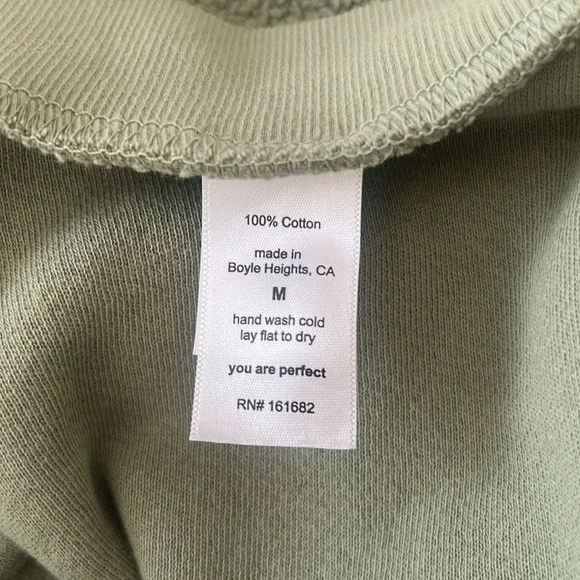 100% Cotton
made in
Boyle Heights, CA
M
hand wash cold
lay flat to dry
you are perfect
RN# 161682